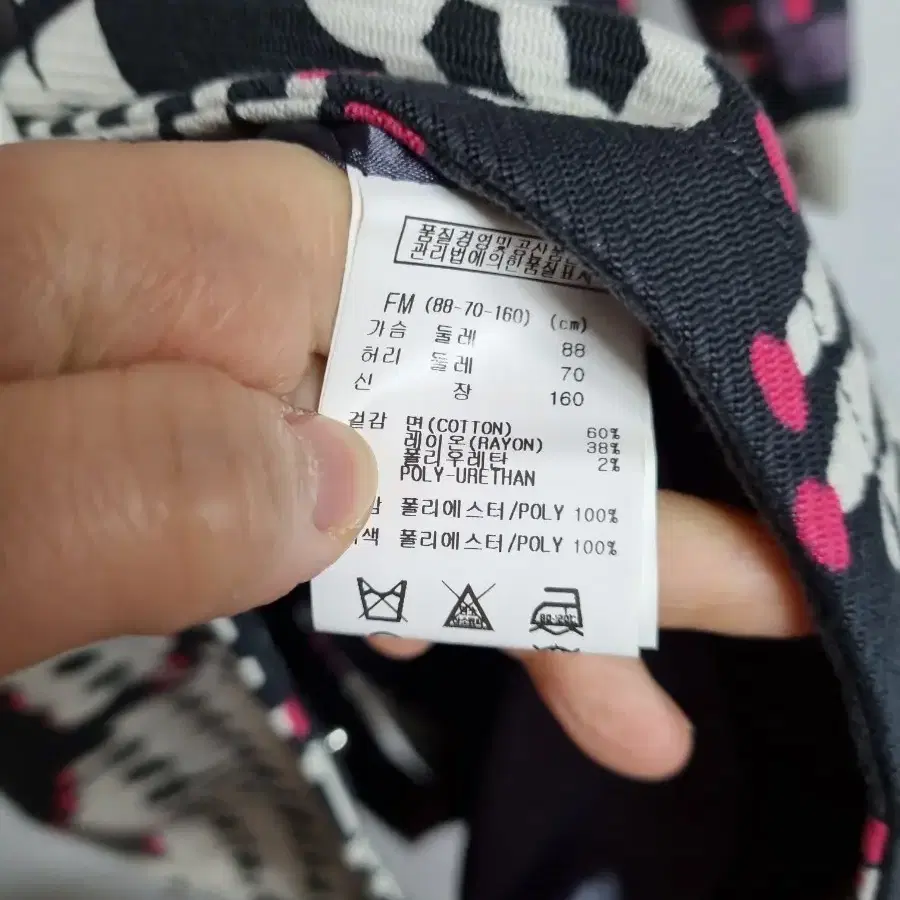 품질경영및공산품
관리법에의한품질표시
FM (88-70-160) (cm)
가슴 둘레 88
허리 둘레 70
신 장 160
겉감 면(COTTON) 60%
레이온(RAYON) 38%
폴리우레탄 2%
POLY-URETHAN
감 폴리에스터/POLY 100%
색 폴리에스터/POLY 100%